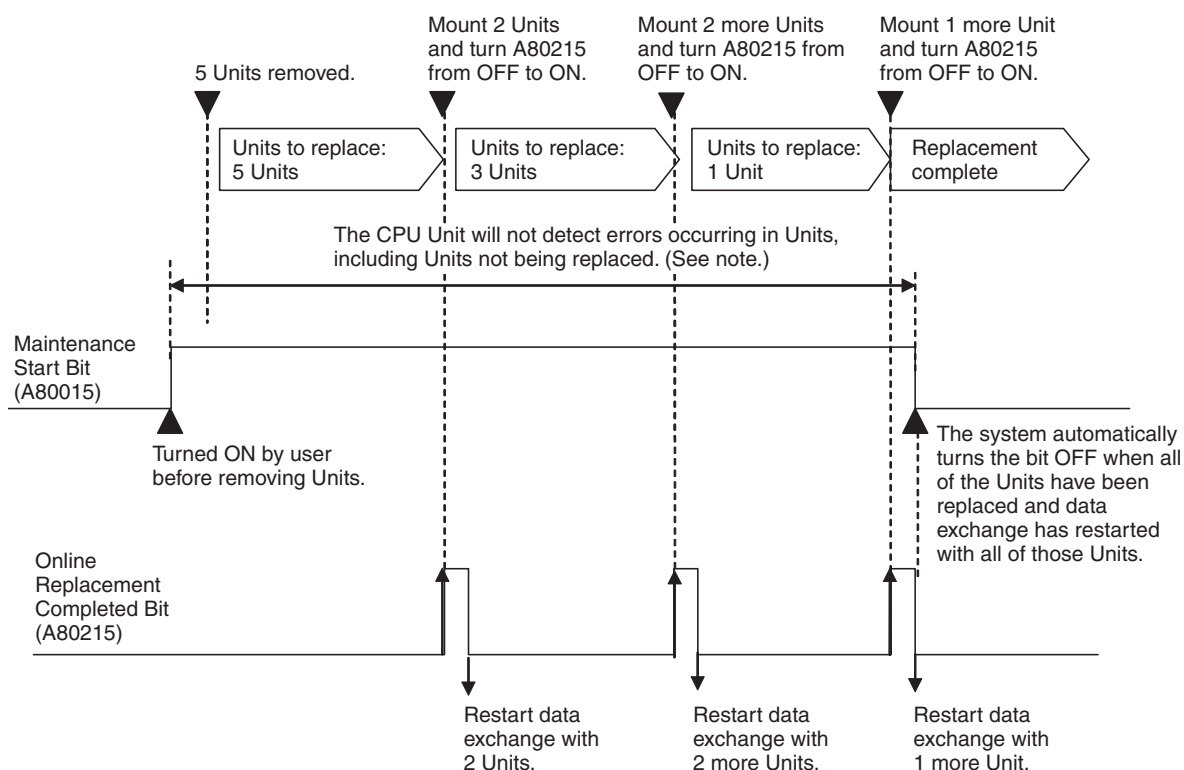 Mount 2 Units
and turn A80215
from OFF to ON.
Mount 2 more Units
and turn A80215 from
OFF to ON.
Mount 1 more Unit
and turn A80215
from OFF to ON.
5 Units removed.
Units to replace:
5 Units
Units to replace:
3 Units
Units to replace:
1 Unit
Replacement
complete
The CPU Unit will not detect errors occurring in Units,
including Units not being replaced. (See note.)
Maintenance
Start Bit
(A80015)
Turned ON by user
before removing Units.
The system automatically
turns the bit OFF when all
of the Units have been
replaced and data
exchange has restarted
with all of those Units.
Online
Replacement
Completed Bit
(A80215)
Restart data
exchange with
2 Units.
Restart data
exchange with
2 more Units.
Restart data
exchange with
1 more Unit.